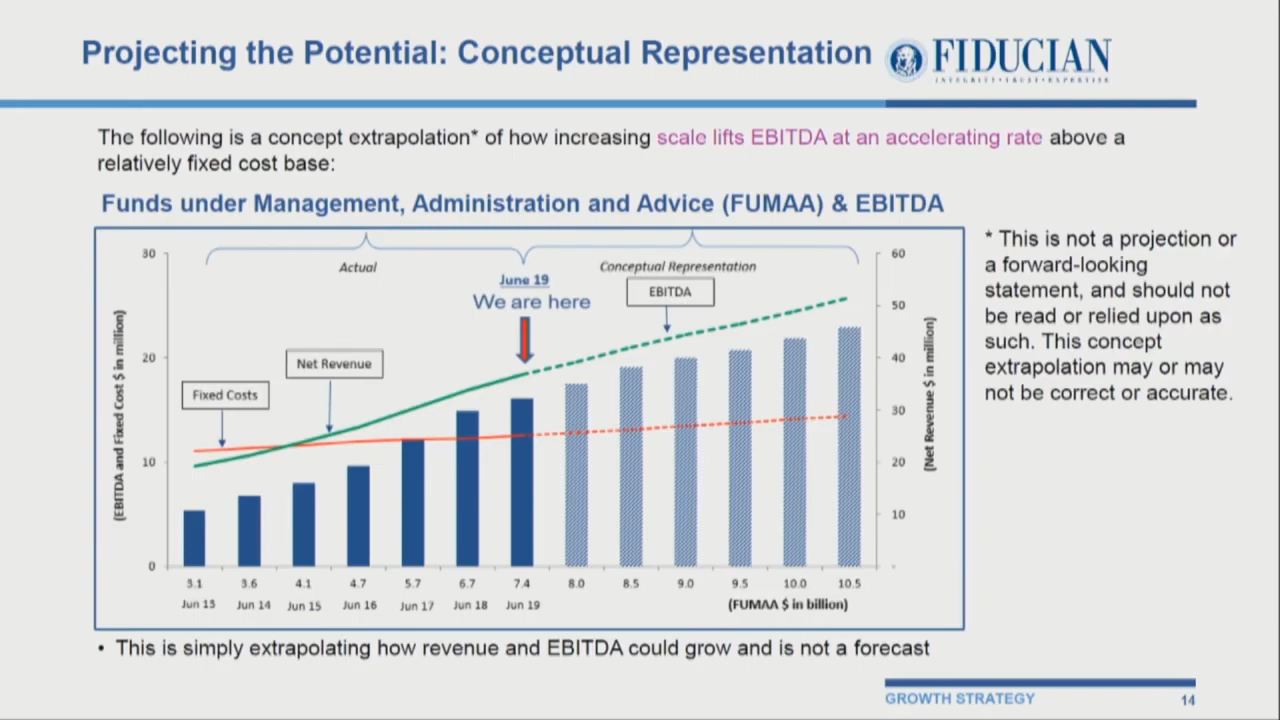 Projecting the Potential: Conceptual Representation
FIDUCIAN
INTEGRITY • TRUST • EXPERTISE
The following is a concept extrapolation* of how increasing scale lifts EBITDA at an accelerating rate above a
relatively fixed cost base:
Funds under Management, Administration and Advice (FUMAA) & EBITDA
* This is not a projection or
a forward-looking
statement, and should not
be read or relied upon as
such. This concept
extrapolation may or may
not be correct or accurate.
Actual
Conceptual Representation
June 19
We are here
EBITDA
Net Revenue
Fixed Costs
(EBITDA and Fixed Cost $ in million)
30
20
10
0
(Net Revenue $ in million)
60
50
40
30
20
10
-
3.1 3.6 4.1 4.7 5.7 6.7 7.4 8.0 8.5 9.0 9.5 10.0 10.5
Jun 13 Jun 14 Jun 15 Jun 16 Jun 17 Jun 18 Jun 19
(FUMAA $ in billion)
• This is simply extrapolating how revenue and EBITDA could grow and is not a forecast
GROWTH STRATEGY
14